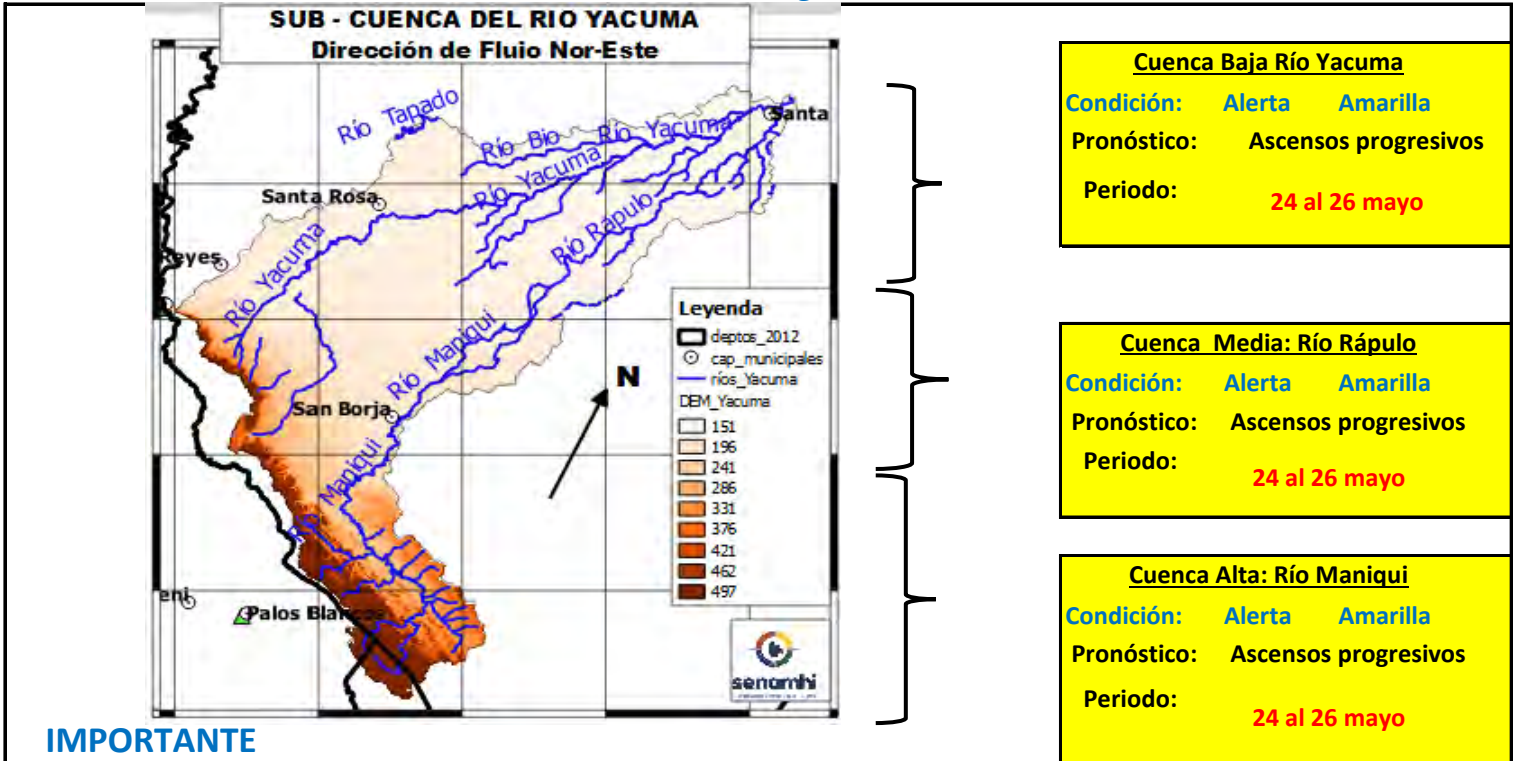 SUB - CUENCA DEL RIO YACUMA
Dirección de Flujo Nor-Este
Río Tapado
Río Bio
Río Yacuma
Santa
Río Yacuma
Santa Rosa
Río Rápulo
Reyes
Río Yacuma
Río Maniqui
San Borja
Río Maniqui
eni
Palos Blancos
N
Leyenda
deptos_2012
cap_municipales
ríos_Yacuma
DEM_Yacuma
151
196
241
286
331
376
421
462
497
senamhi
IMPORTANTE
Cuenca Baja Río Yacuma
Condición: Alerta Amarilla
Pronóstico: Ascensos progresivos
Periodo: 24 al 26 mayo
Cuenca Media: Río Rápulo
Condición: Alerta Amarilla
Pronóstico: Ascensos progresivos
Periodo: 24 al 26 mayo
Cuenca Alta: Río Maniqui
Condición: Alerta Amarilla
Pronóstico: Ascensos progresivos
Periodo: 24 al 26 mayo